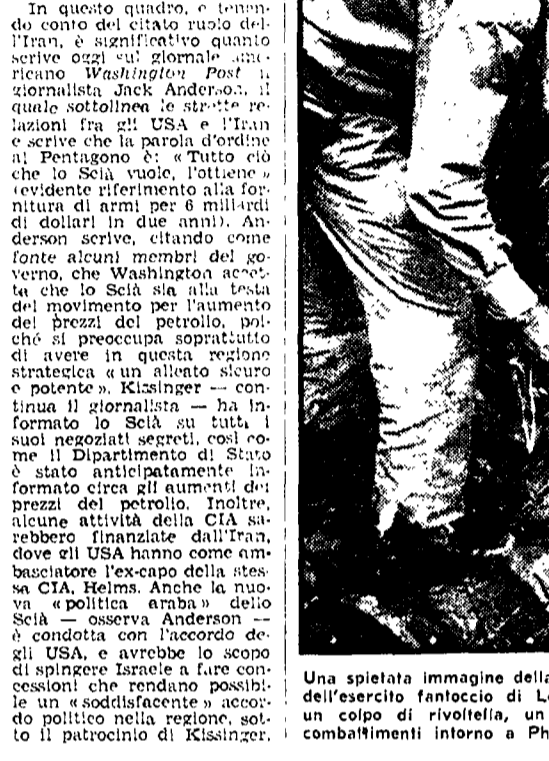 In questo quadro, e tenen-
do conto del citato ruolo del-
l'Iran, è significativo quanto
scrive oggi sul giornale ame-
ricano Washington Post il
giornalista Jack Anderson, il
quale sottolinea le strette re-
lazioni fra gli USA e l'Iran
e scrive che la parola d'ordine
al Pentagono è: «Tutto ciò
che lo Scià vuole, l'ottiene»
(evidente riferimento alla for-
nitura di armi per 6 miliardi
di dollari in due anni). An-
derson scrive, citando come
fonte alcuni membri del go-
verno, che Washington accet-
ta che lo Scià sia alla testa
del movimento per l'aumento
dei prezzi del petrolio, poi-
ché si preoccupa soprattutto
di avere in questa regione
strategica «un alleato sicuro
e potente». Kissinger — con-
tinua il giornalista — ha in-
formato lo Scià su tutti i
suoi negoziati segreti, così co-
me il Dipartimento di Stato
è stato anticipatamente in-
formato circa gli aumenti dei
prezzi del petrolio. Inoltre,
alcune attività della CIA sa-
rebbero finanziate dall'Iran,
dove gli USA hanno come am-
basciatore l'ex-capo della stes-
sa CIA, Helms. Anche la nuo-
va «politica araba» dello
Scià — osserva Anderson —
è condotta con l'accordo de-
gli USA, e avrebbe lo scopo
di spingere Israele a fare con-
cessioni che rendano possibi-
le un «soddisfacente» accor-
do politico nella regione, sot-
to il patrocinio di Kissinger.
Una spietata immagine della
dell'esercito fantoccio di L
un colpo di rivoltella, un
combattimenti intorno a Ph